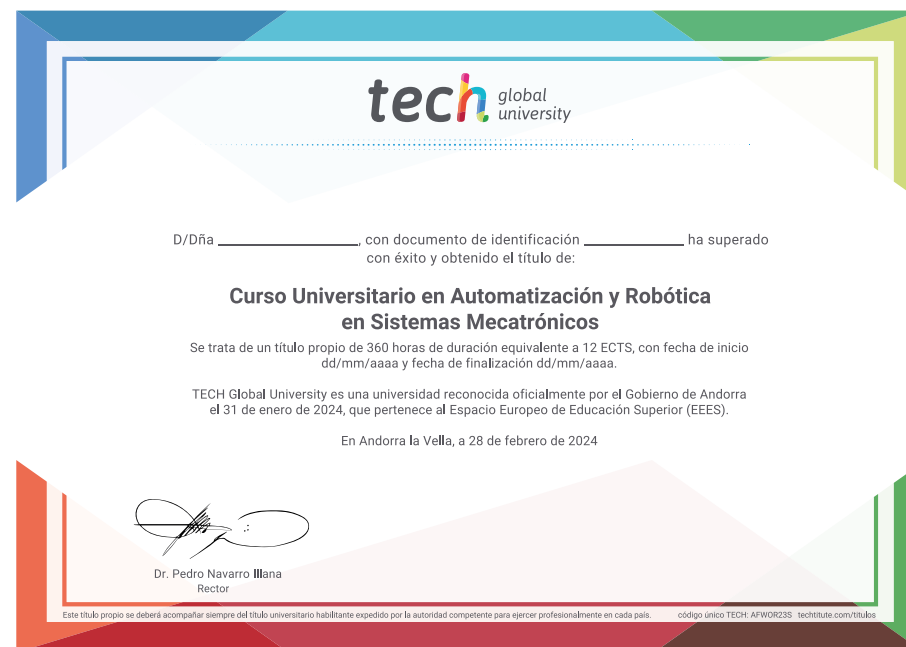 tech global university
D/Dña ____________, con documento de identificación ____________ ha superado
con éxito y obtenido el título de:
Curso Universitario en Automatización y Robótica
en Sistemas Mecatrónicos
Se trata de un título propio de 360 horas de duración equivalente a 12 ECTS, con fecha de inicio
dd/mm/aaaa y fecha de finalización dd/mm/aaaa.
TECH Global University es una universidad reconocida oficialmente por el Gobierno de Andorra
el 31 de enero de 2024, que pertenece al Espacio Europeo de Educación Superior (EEES).
En Andorra la Vella, a 28 de febrero de 2024
Dr. Pedro Navarro Illana
Rector
Este título propio se deberá acompañar siempre del título universitario habilitante expedido por la autoridad competente para ejercer profesionalmente en cada país. código único TECH: AFWOR23S techtitute.com/titulos